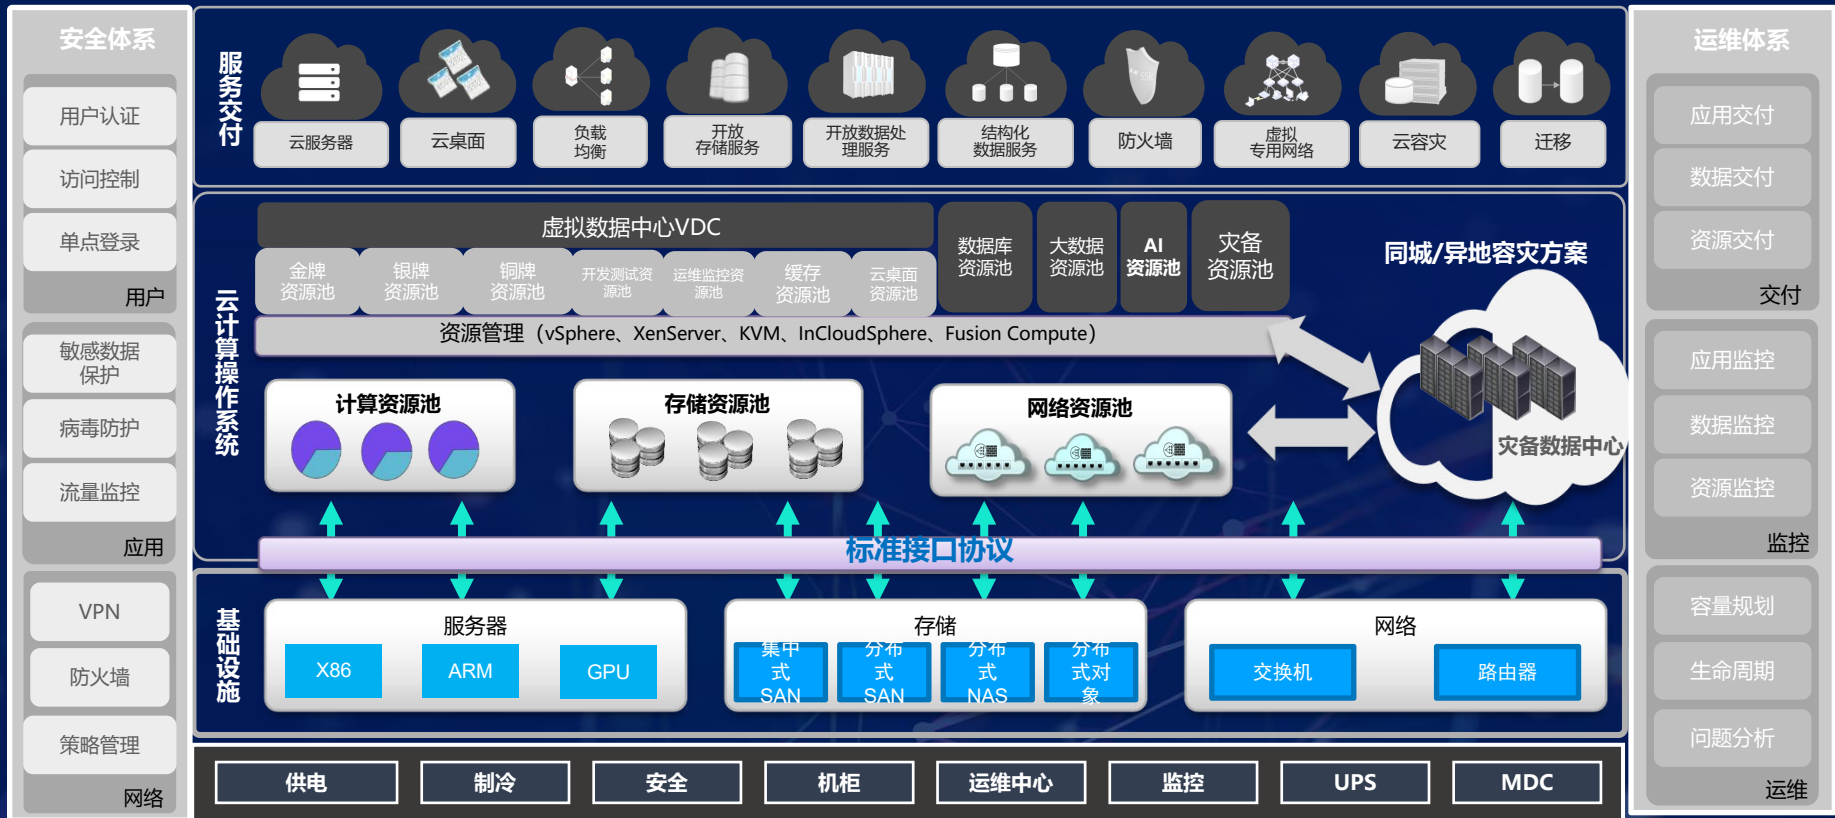 安全体系
用户认证
访问控制
单点登录
用户
敏感数据
保护
病毒防护
流量监控
应用
VPN
防火墙
策略管理
网络
服务交付
云服务器
云桌面
负载
均衡
开放
存储服务
开放数据处
理服务
结构化
数据服务
防火墙
虚拟
专用网络
云容灾
迁移
云计算操作系统
虚拟数据中心VDC
金牌
资源池
银牌
资源池
铜牌
资源池
开发测试资
源池
运维监控资
源池
缓存
资源池
云桌面
资源池
数据库
资源池
大数据
资源池
AI
资源池
灾备
资源池
同城/异地容灾方案
资源管理（vSphere、XenServer、KVM、InCloudSphere、Fusion Compute）
计算资源池
存储资源池
网络资源池
灾备数据中心
标准接口协议
基础设施
服务器
X86
ARM
GPU
存储
集中
式
SAN
分布
式
SAN
分布
式
NAS
分布
式对
象
网络
交换机
路由器
供电
制冷
安全
机柜
运维中心
监控
UPS
MDC
运维体系
应用交付
数据交付
资源交付
交付
应用监控
数据监控
资源监控
监控
容量规划
生命周期
问题分析
运维